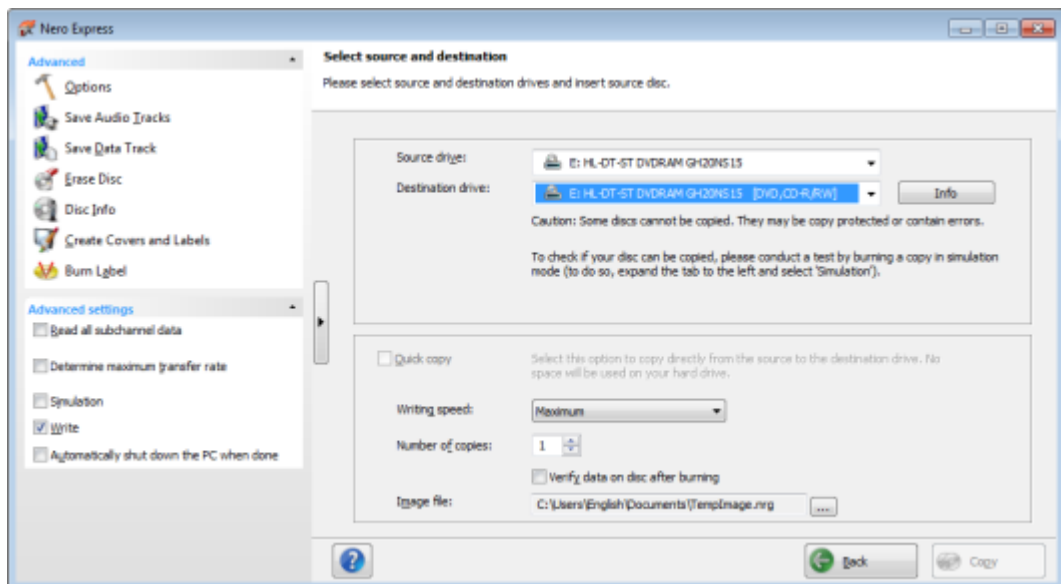 Nero Express
Advanced
Options
Save Audio Tracks
Save Data Track
Erase Disc
Disc Info
Create Covers and Labels
Burn Label
Advanced settings
Read all subchannel data
Determine maximum transfer rate
Simulation
Write
Automatically shut down the PC when done
Select source and destination
Please select source and destination drives and insert source disc.
Source drive:
E: HL-DT-ST DVDRAM GH20NS15
Destination drive:
E: HL-DT-ST DVDRAM GH20NS15 [DVD,CD-R/RW]
Info
Caution: Some discs cannot be copied. They may be copy protected or contain errors.
To check if your disc can be copied, please conduct a test by burning a copy in simulation
mode (to do so, expand the tab to the left and select 'Simulation').
Quick copy
Select this option to copy directly from the source to the destination drive. No
space will be used on your hard drive.
Writing speed:
Maximum
Number of copies:
1
Verify data on disc after burning
Image file:
C:\Users\English\Documents\TempImage.nrg
...
?
Back
Copy